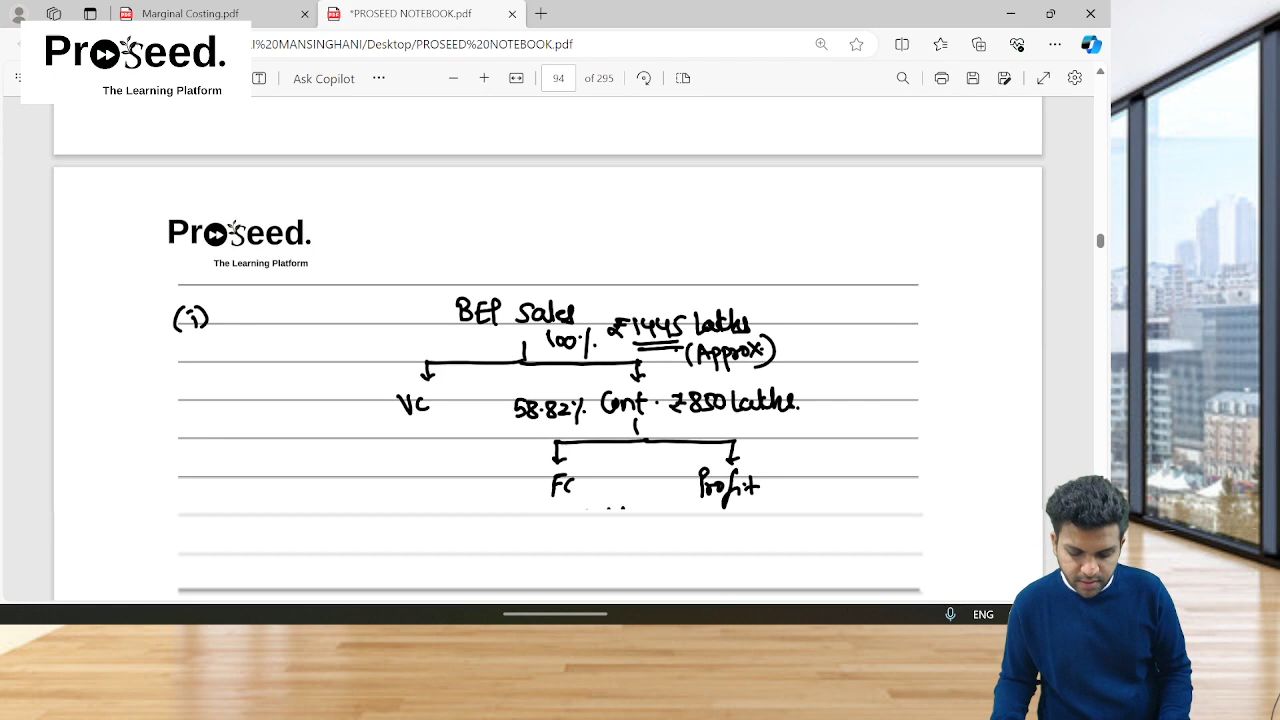 Marginal Costing.pdf
*PROSEED NOTEBOOK.pdf
I%20MANSINGHANI/Desktop/PROSEED%20NOTEBOOK.pdf
Proseed.
The Learning Platform
Ask Copilot
94 of 295
Proseed.
The Learning Platform
(i)
BEP Sales
100%. ₹1445 lakhs
(Approx.)
VC
58.82%. Cont. ₹850 lakhs.
FC
Profit
ENG